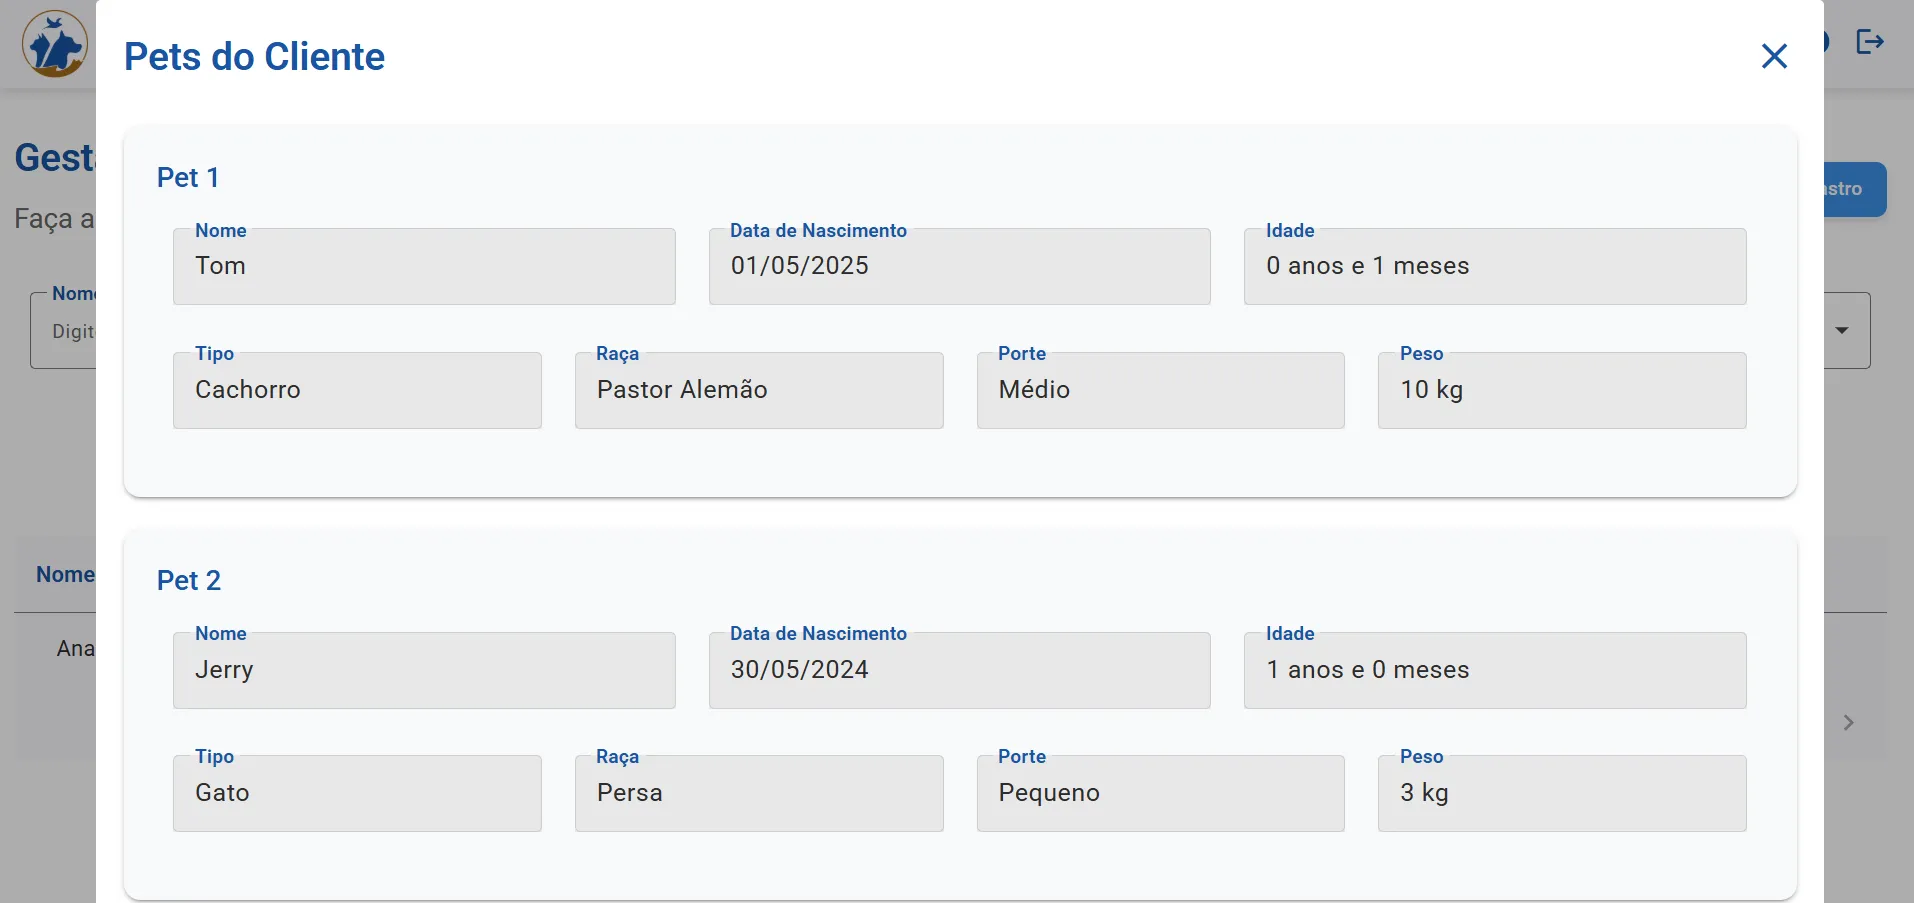 Pets do Cliente
Gest
Faça a
astro
Nome
Digit
Pet 1
Nome
Data de Nascimento
Idade
Tom
01/05/2025
0 anos e 1 meses
Tipo
Raça
Porte
Peso
Cachorro
Pastor Alemão
Médio
10 kg
Pet 2
Nome
Data de Nascimento
Idade
Jerry
30/05/2024
1 anos e 0 meses
Tipo
Raça
Porte
Peso
Gato
Persa
Pequeno
3 kg
Nome
Ana